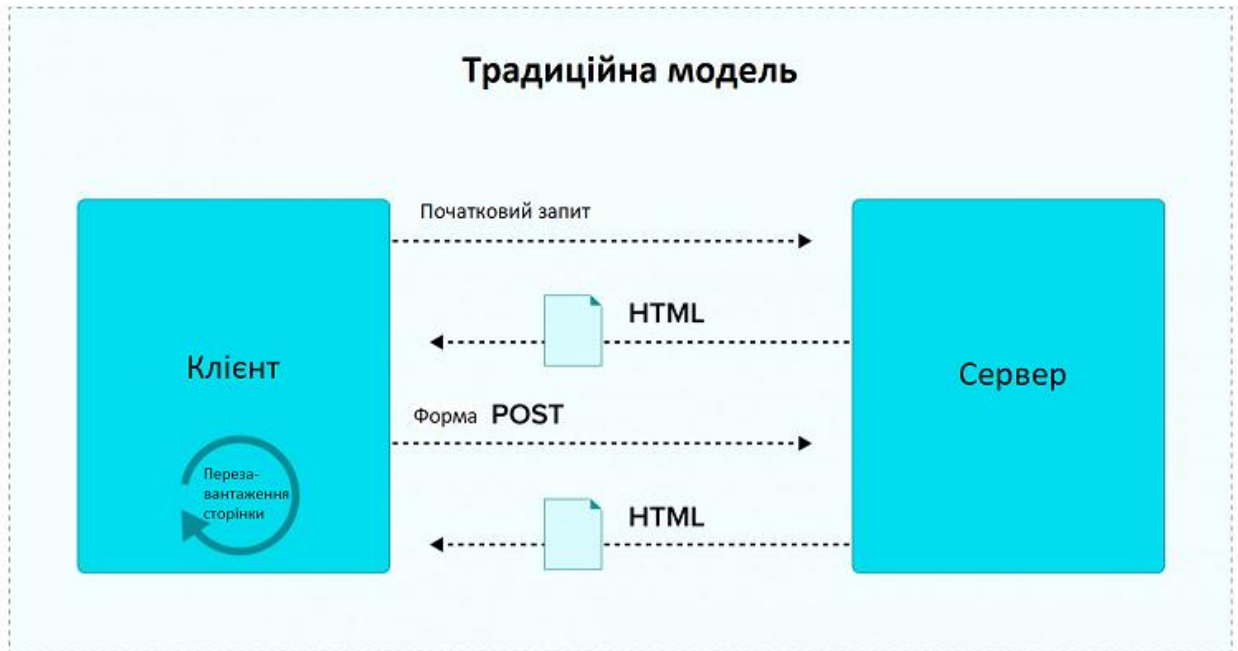 Традиційна модель
Початковий запит
HTML
Клієнт
Сервер
Форма POST
Переза-
вантаження
сторінки
HTML